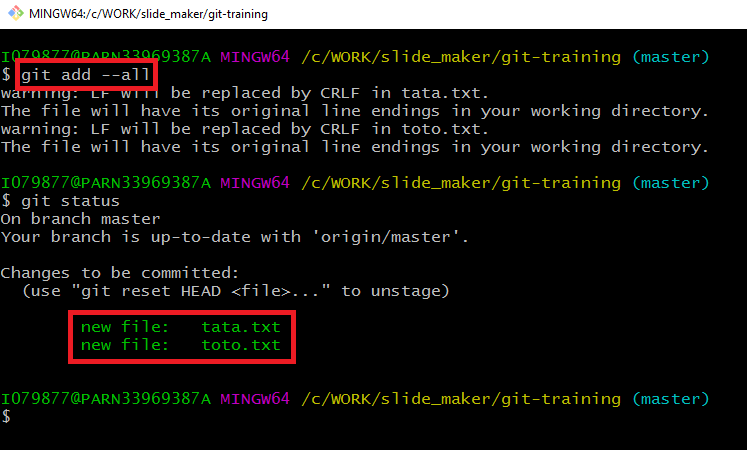 MINGW64:/c/WORK/slide_maker/git-training
I079877@PARN33969387A MINGW64 /c/WORK/slide_maker/git-training (master)
$ git add --all
warning: LF will be replaced by CRLF in tata.txt.
The file will have its original line endings in your working directory.
warning: LF will be replaced by CRLF in toto.txt.
The file will have its original line endings in your working directory.
I079877@PARN33969387A MINGW64 /c/WORK/slide_maker/git-training (master)
$ git status
On branch master
Your branch is up-to-date with 'origin/master'.
Changes to be committed:
  (use "git reset HEAD <file>..." to unstage)
        new file:   tata.txt
        new file:   toto.txt
I079877@PARN33969387A MINGW64 /c/WORK/slide_maker/git-training (master)
$